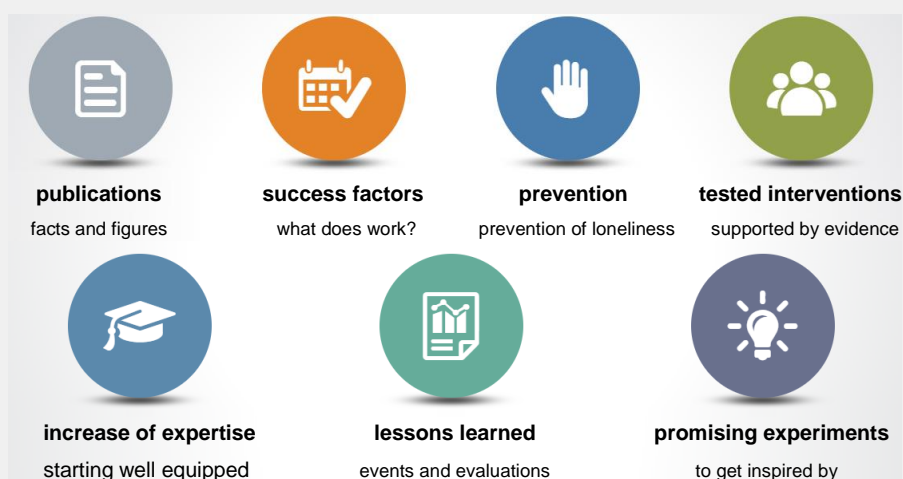 publications
success factors
prevention
tested interventions
facts and figures
what does work?
prevention of loneliness
supported by evidence
increase of expertise
lessons learned
promising experiments
starting well equipped
events and evaluations
to get inspired by